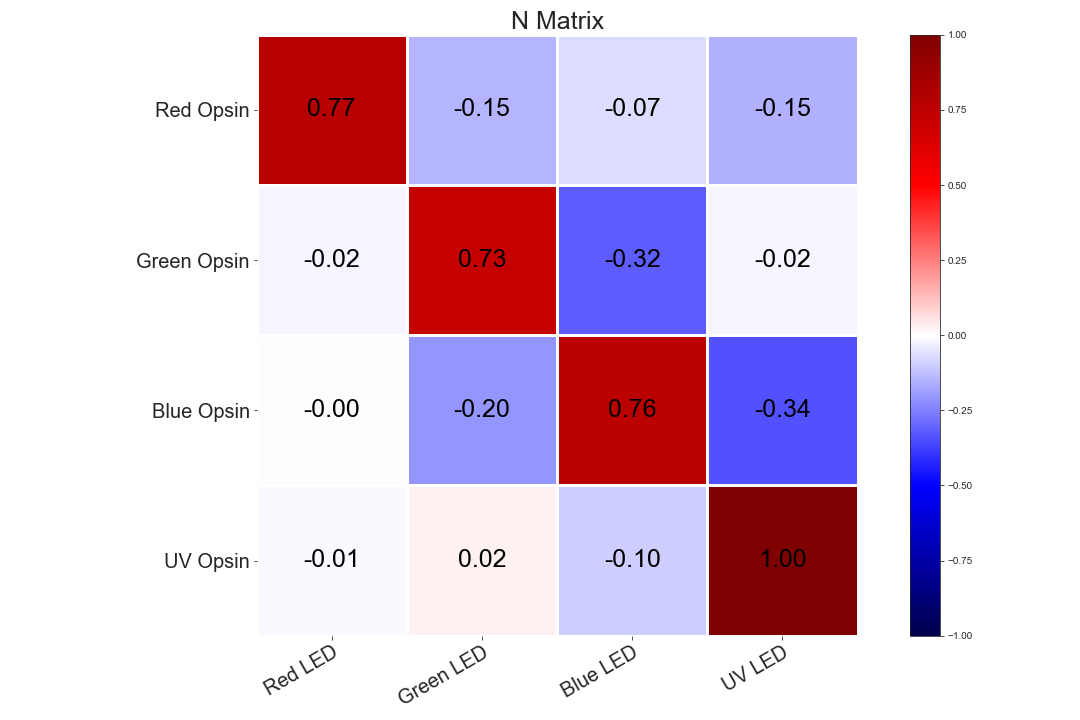 N Matrix
Red Opsin 0.77 -0.15 -0.07 -0.15
Green Opsin -0.02 0.73 -0.32 -0.02
Blue Opsin -0.00 -0.20 0.76 -0.34
UV Opsin -0.01 0.02 -0.10 1.00
Red LED Green LED Blue LED UV LED
1.00
0.75
0.50
0.25
0.00
−0.25
−0.50
−0.75
−1.00